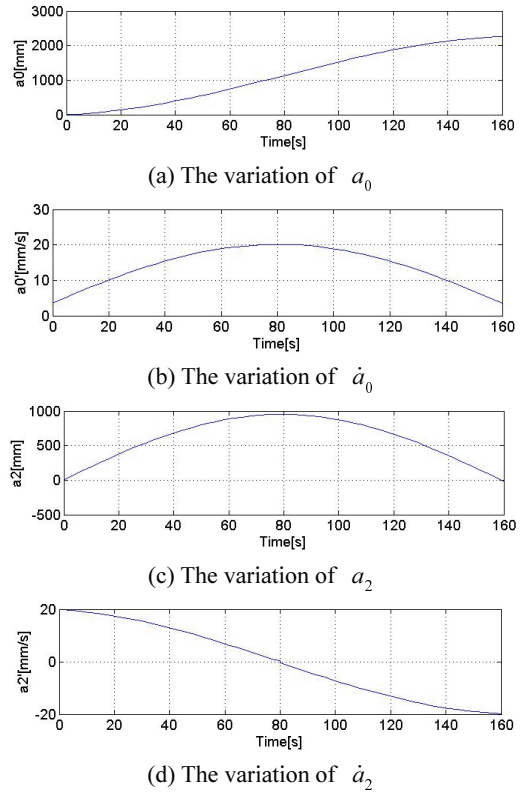 3000
2000
1000
0
a0[mm]
0 20 40 60 80 100 120 140 160
Time[s]
(a) The variation of a₀
30
20
10
0
a0'[mm/s]
0 20 40 60 80 100 120 140 160
Time[s]
(b) The variation of ȧ₀
1000
500
0
-500
a2[mm]
0 20 40 60 80 100 120 140 160
Time[s]
(c) The variation of a₂
20
0
-20
a2'[mm/s]
0 20 40 60 80 100 120 140 160
Time[s]
(d) The variation of ȧ₂